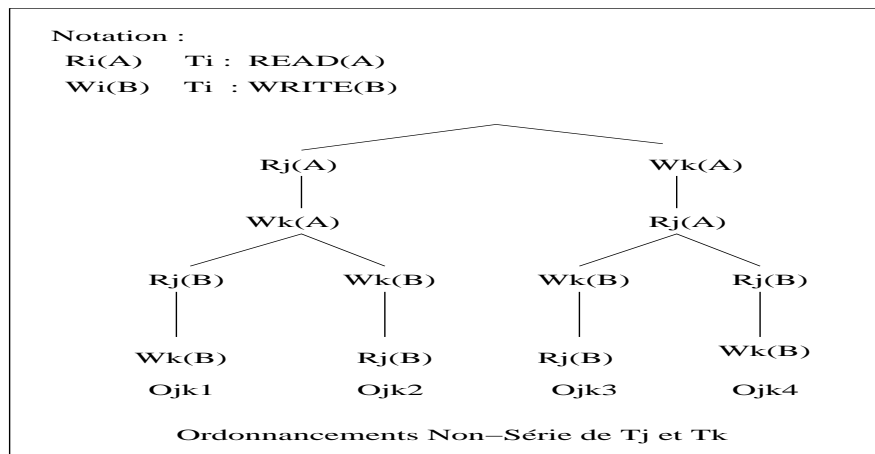 Notation :
Ri(A) Ti : READ(A)
Wi(B) Ti : WRITE(B)
Rj(A) Wk(A)
Wk(A) Rj(A)
Rj(B) Wk(B) Wk(B) Rj(B)
Wk(B) Rj(B) Rj(B) Wk(B)
Ojk1 Ojk2 Ojk3 Ojk4
Ordonnancements Non−Série de Tj et Tk